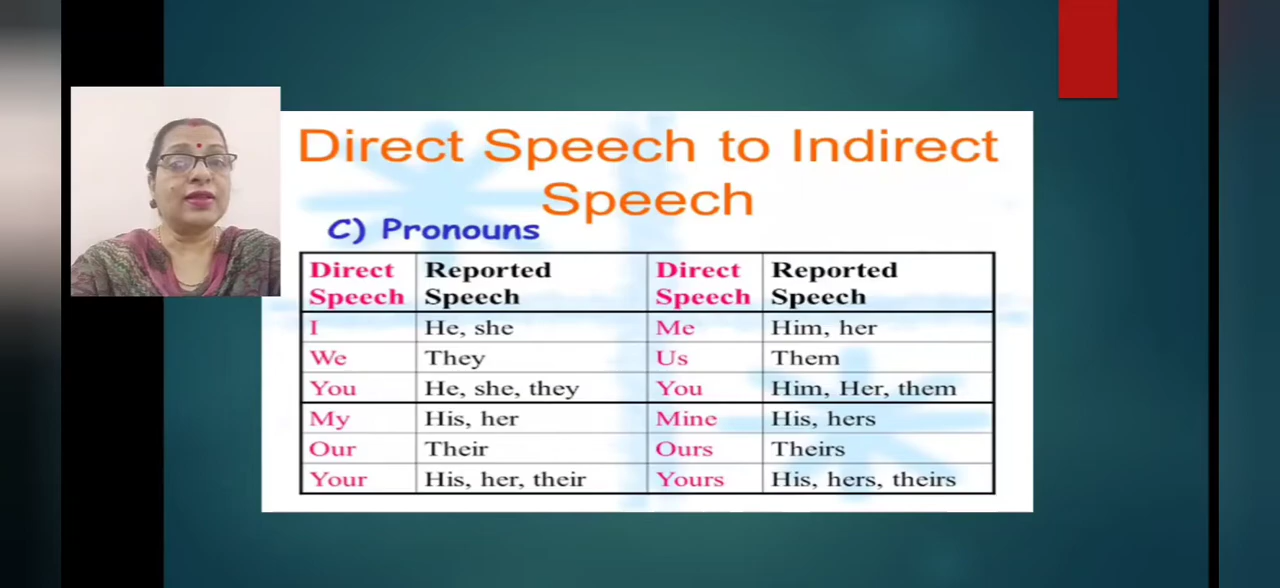 Direct Speech to Indirect
Speech
C) Pronouns
Direct Speech Reported Speech Direct Speech Reported Speech
I He, she Me Him, her
We They Us Them
You He, she, they You Him, Her, them
My His, her Mine His, hers
Our Their Ours Theirs
Your His, her, their Yours His, hers, theirs